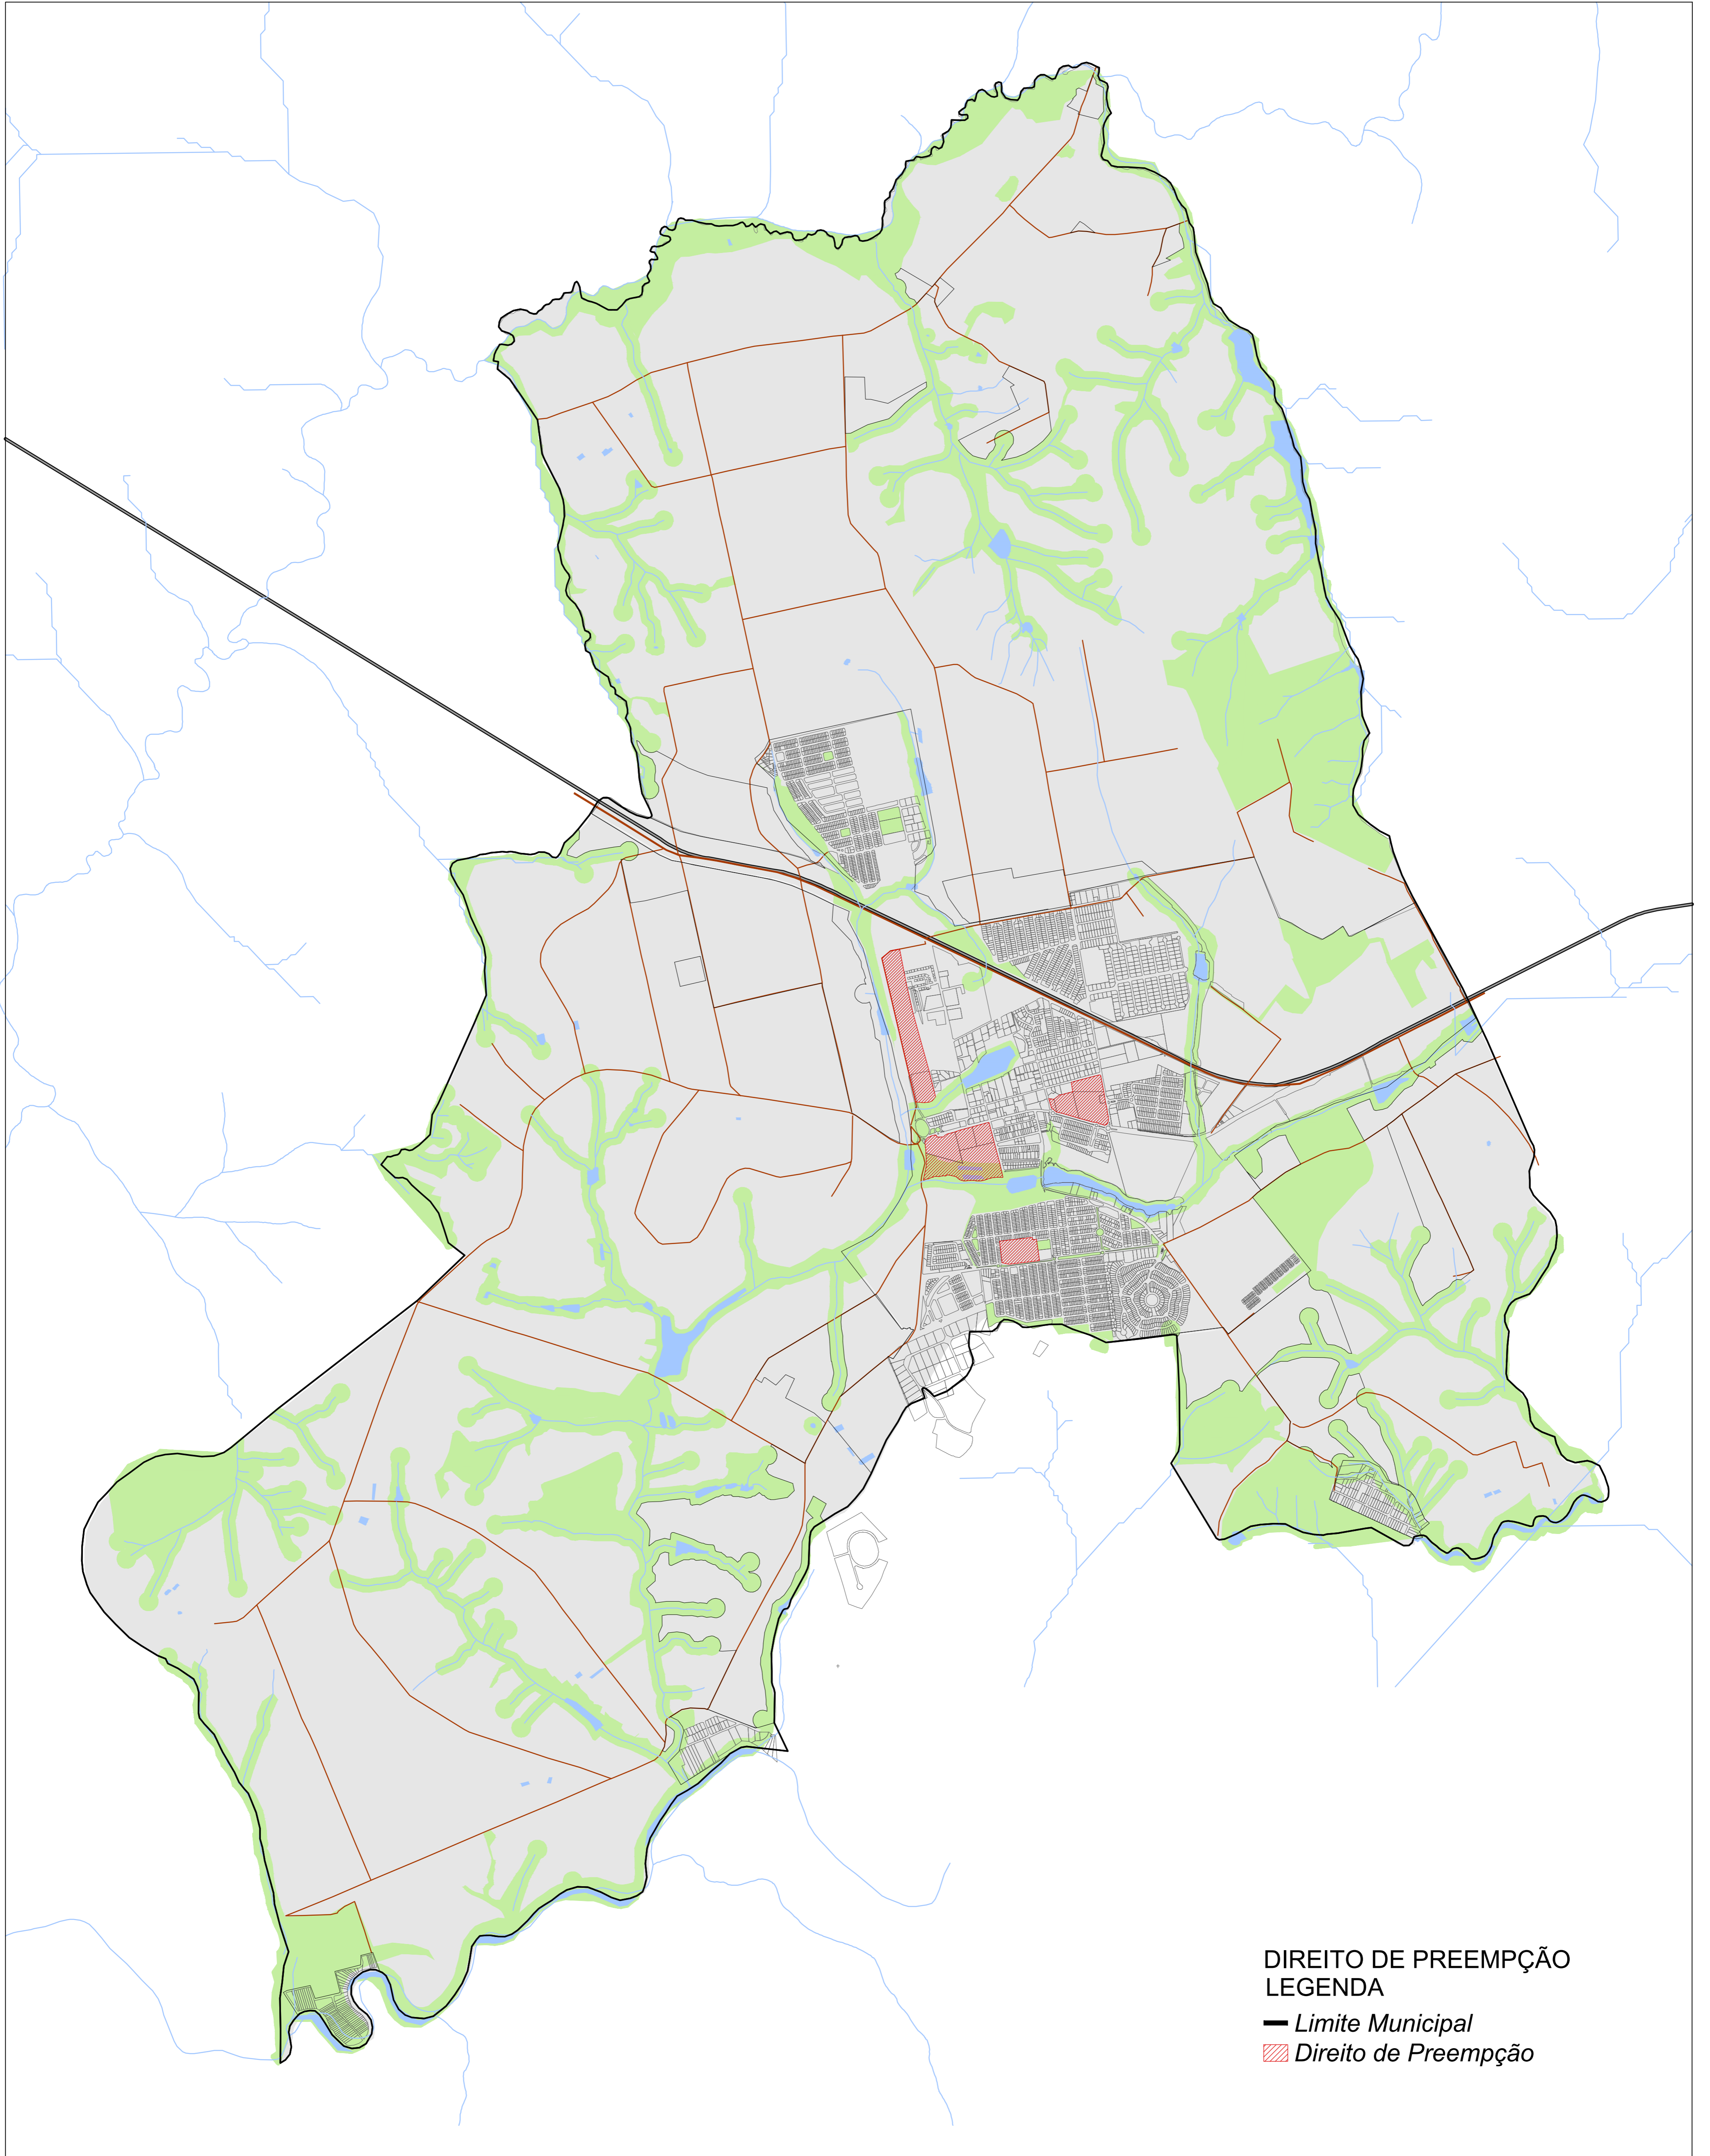 DIREITO DE PREEMPÇÃO
LEGENDA
Limite Municipal
Direito de Preempção